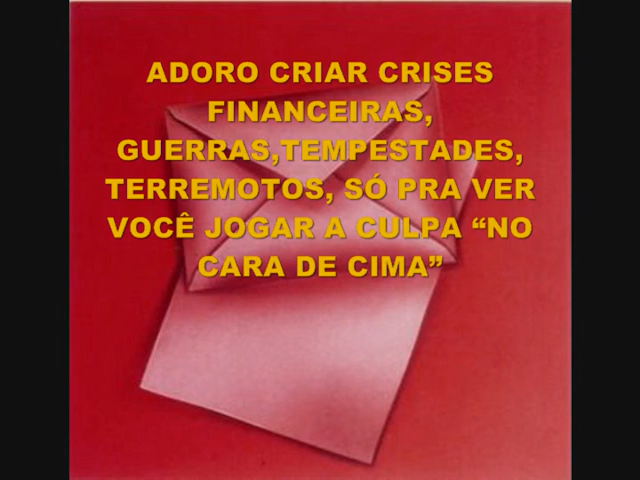 ADORO CRIAR CRISES
FINANCEIRAS,
GUERRAS,TEMPESTADES,
TERREMOTOS, SÓ PRA VER
VOCÊ JOGAR A CULPA “NO
CARA DE CIMA”